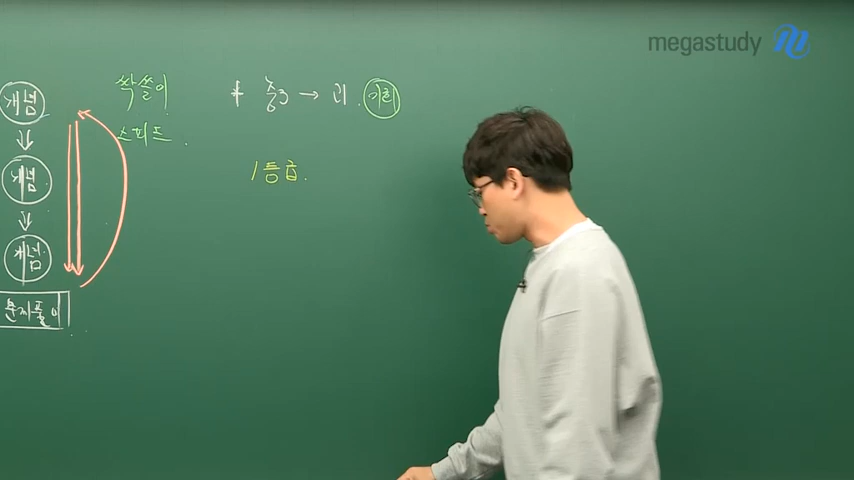 megastudy
개념
개념
개념
문제풀이
싹쓸이
스피드.
* 중3 → 미.기하
1등급.